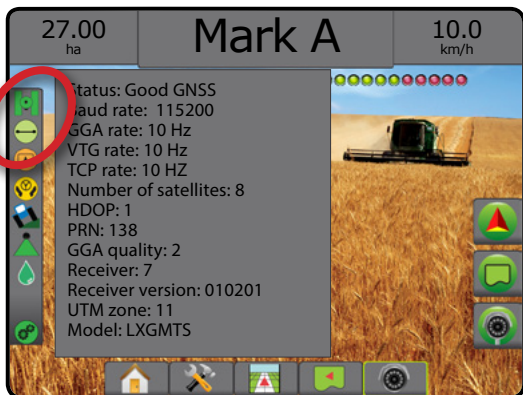 27.00
ha
Mark A
10.0
km/h
Status: Good GNSS
Baud rate: 115200
GGA rate: 10 Hz
VTG rate: 10 Hz
TCP rate: 10 HZ
Number of satellites: 8
HDOP: 1
PRN: 138
GGA quality: 2
Receiver: 7
Receiver version: 010201
UTM zone: 11
Model: LXGMTS